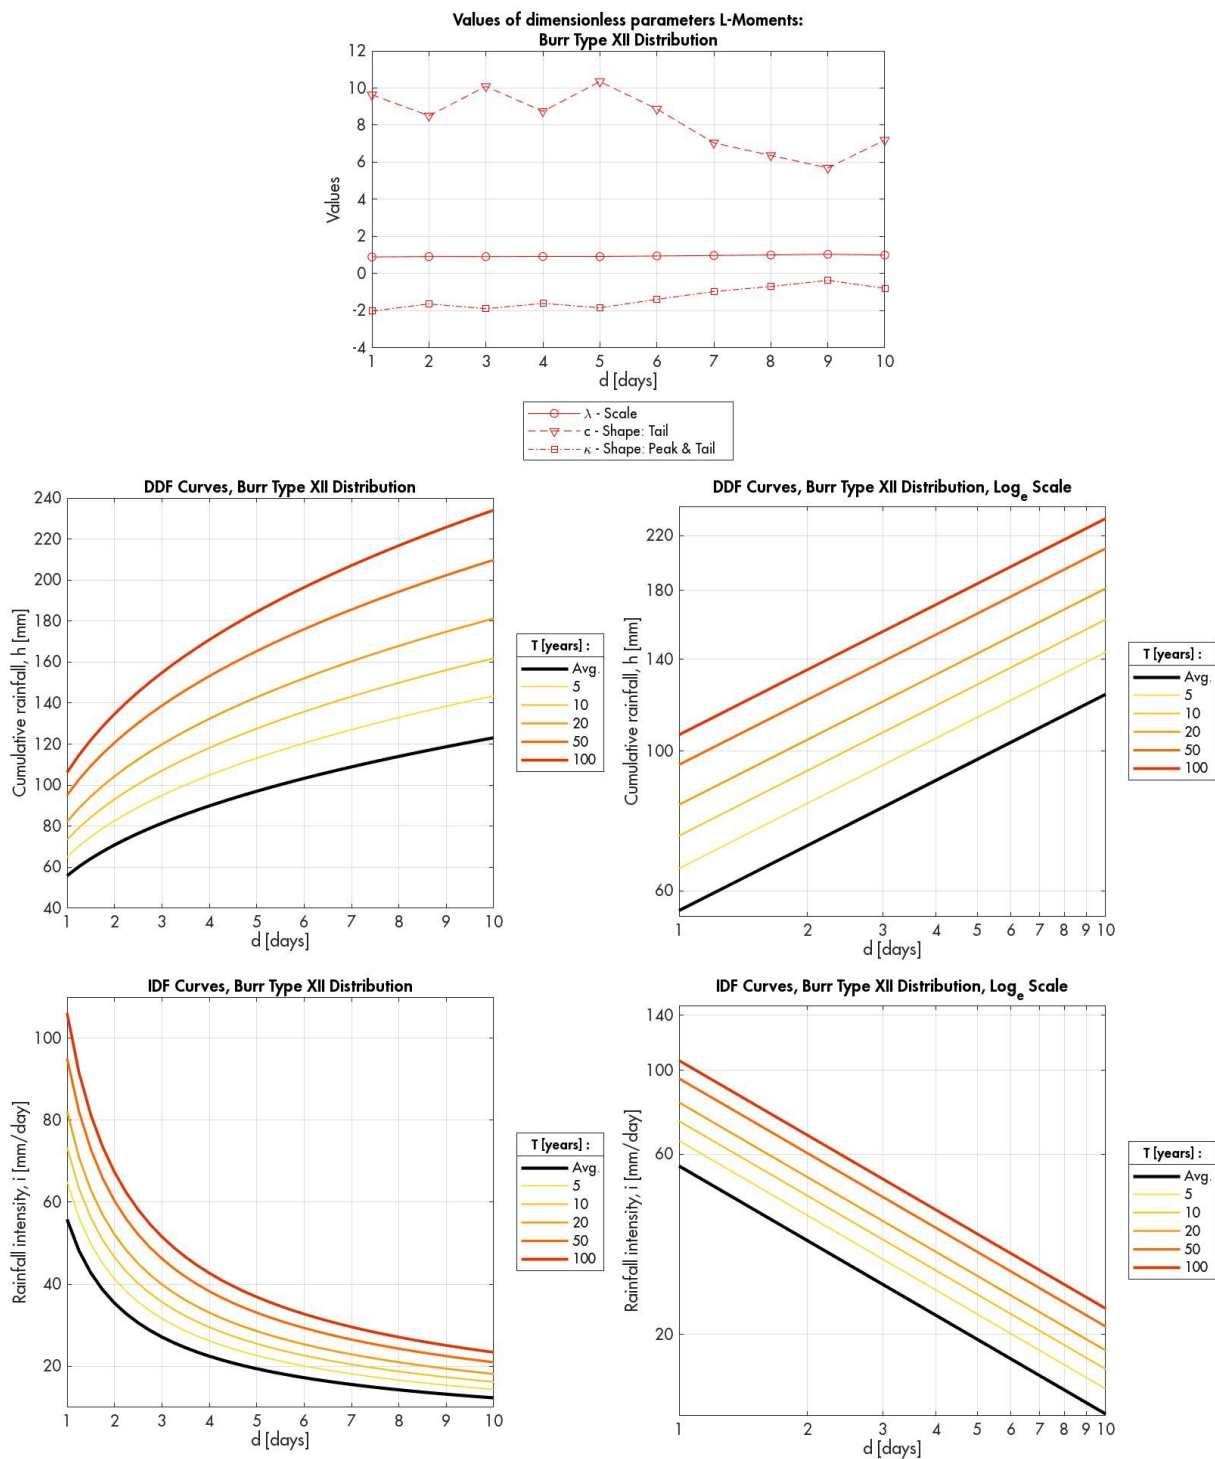 Values of dimensionless parameters L-Moments:
Burr Type XII Distribution
12
10
8
6
4
2
0
-2
-4
Values
1 2 3 4 5 6 7 8 9 10
d [days]
λ - Scale
c - Shape: Tail
κ - Shape: Peak & Tail
DDF Curves, Burr Type XII Distribution
240
220
200
180
160
140
120
100
80
60
40
Cumulative rainfall, h [mm]
1 2 3 4 5 6 7 8 9 10
d [days]
T [years] :
Avg.
5
10
20
50
100
DDF Curves, Burr Type XII Distribution, Logₑ Scale
220
180
140
100
60
Cumulative rainfall, h [mm]
1 2 3 4 5 6 7 8 9 10
d [days]
T [years] :
Avg.
5
10
20
50
100
IDF Curves, Burr Type XII Distribution
100
80
60
40
20
Rainfall intensity, i [mm/day]
1 2 3 4 5 6 7 8 9 10
d [days]
T [years] :
Avg.
5
10
20
50
100
IDF Curves, Burr Type XII Distribution, Logₑ Scale
140
100
60
20
Rainfall intensity, i [mm/day]
1 2 3 4 5 6 7 8 9 10
d [days]
T [years] :
Avg.
5
10
20
50
100